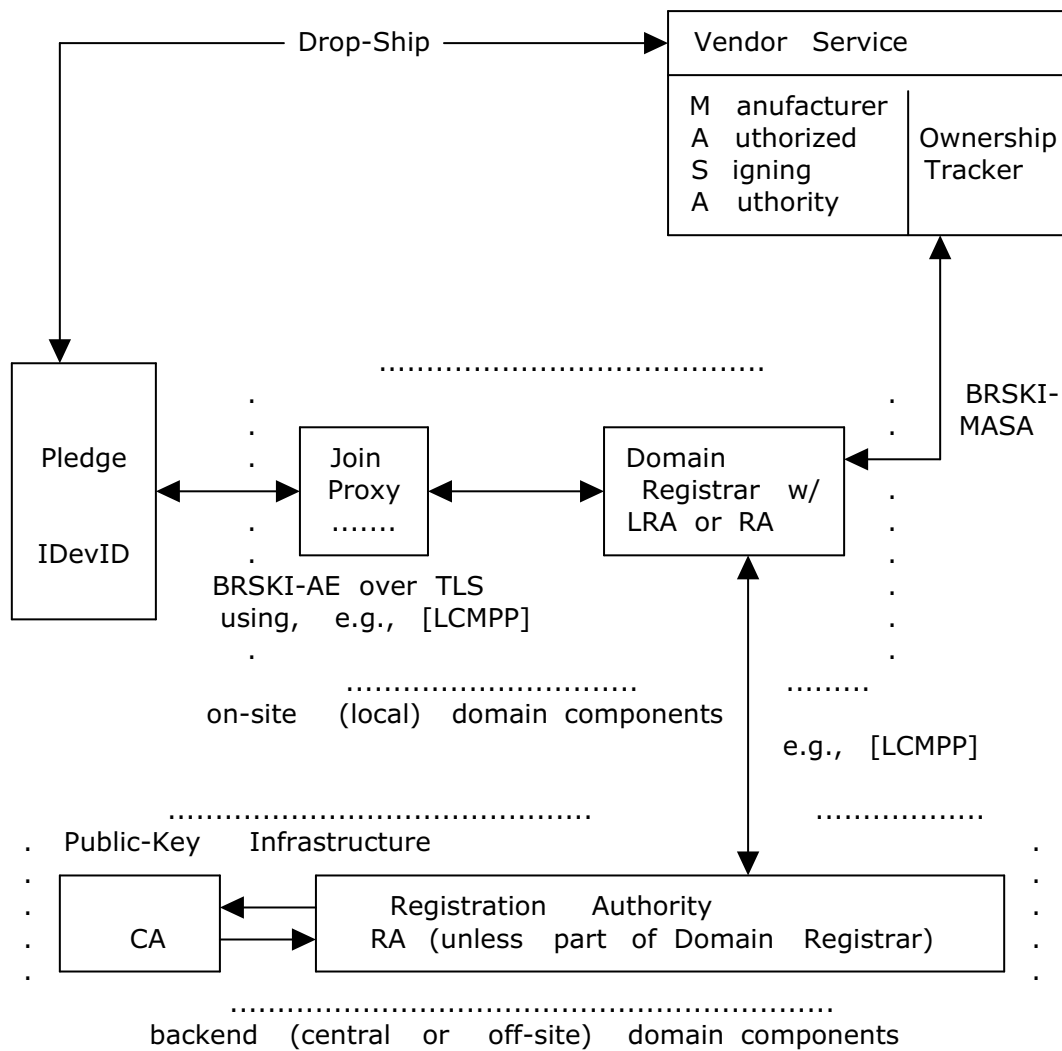 Drop-Ship
Vendor Service
M anufacturer
A uthorized
S igning
A uthority
Ownership
Tracker
BRSKI-
MASA
Pledge
IDevID
Join
Proxy
.......
Domain
Registrar w/
LRA or RA
BRSKI-AE over TLS
using, e.g., [LCMPP]
on-site (local) domain components
e.g., [LCMPP]
Public-Key Infrastructure
CA
Registration Authority
RA (unless part of Domain Registrar)
backend (central or off-site) domain components